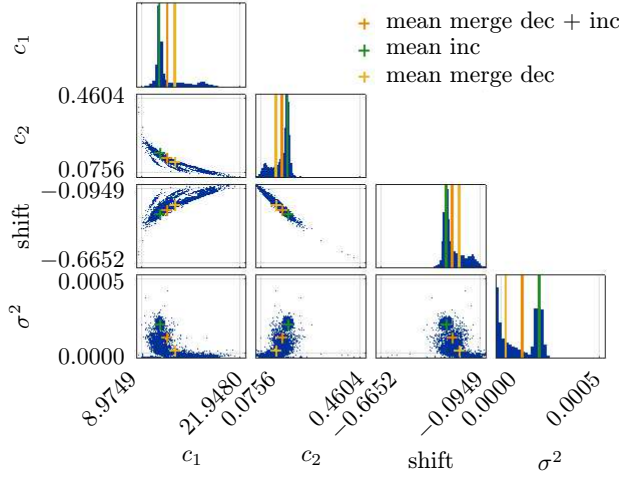 mean merge dec + inc
mean inc
mean merge dec
c₁
0.4604
c₂
0.0756
−0.0949
shift
−0.6652
0.0005
σ²
0.0000
8.9749
21.9480
0.0756
0.4604
−0.6652
−0.0949
0.0000
0.0005
c₁
c₂
shift
σ²